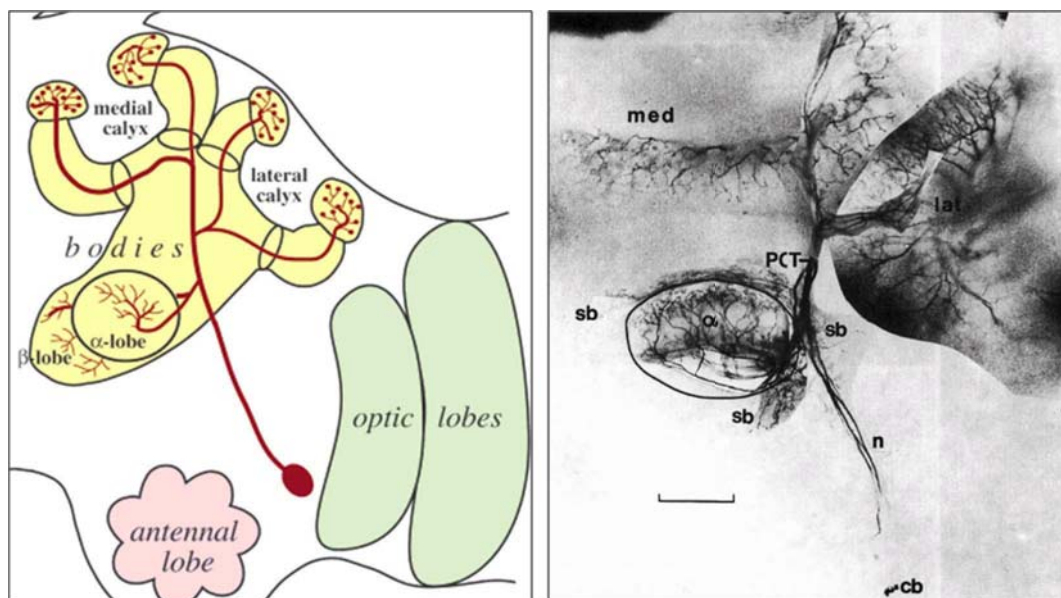 medial
calyx
lateral
calyx
bodies
β-lobe
α-lobe
optic lobes
antennal
lobe
med
lat
PCT
sb
α
sb
sb
n
cb